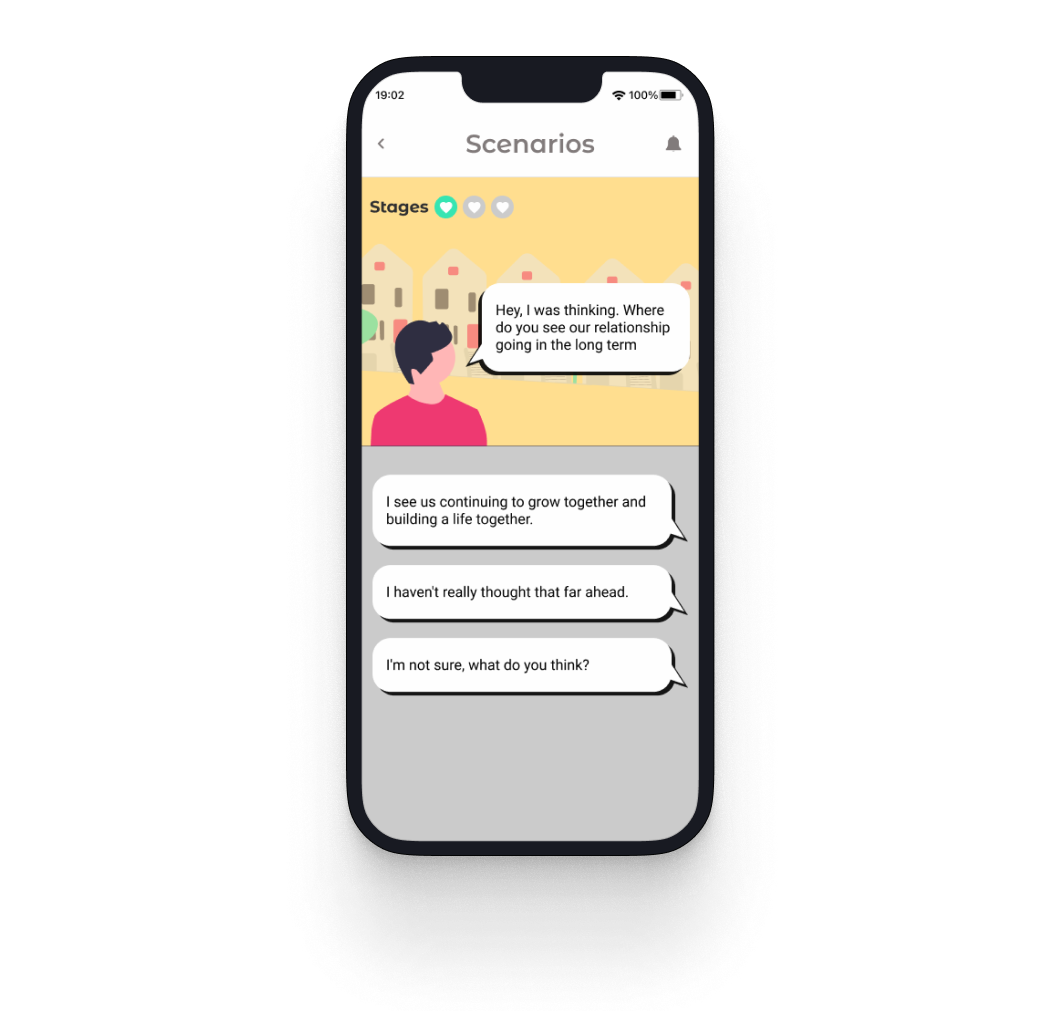 19:02 100%
Scenarios
Stages
Hey, I was thinking. Where
do you see our relationship
going in the long term
I see us continuing to grow together and
building a life together.
I haven't really thought that far ahead.
I'm not sure, what do you think?